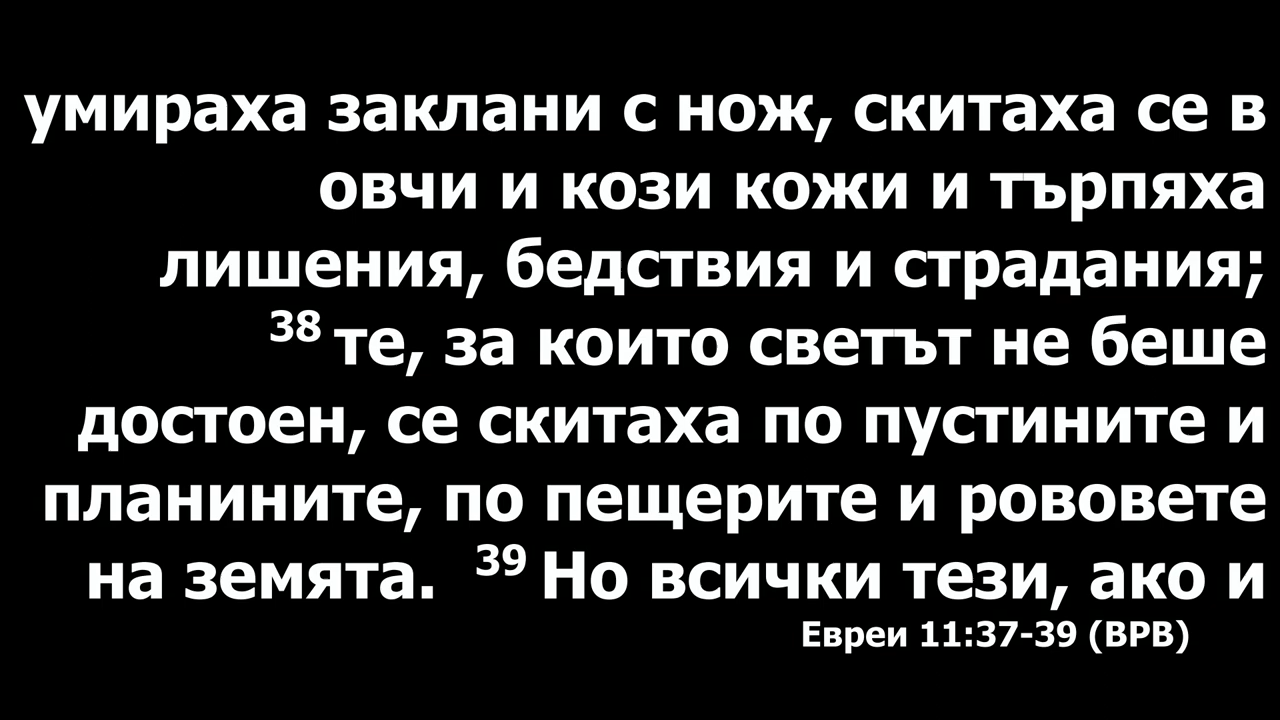 умираха заклани с нож, скитаха се в
овчи и кози кожи и търпяха
лишения, бедствия и страдания;
38 те, за които светът не беше
достоен, се скитаха по пустините и
планините, по пещерите и рововете
на земята. 39 Но всички тези, ако и
Евреи 11:37-39 (ВРВ)